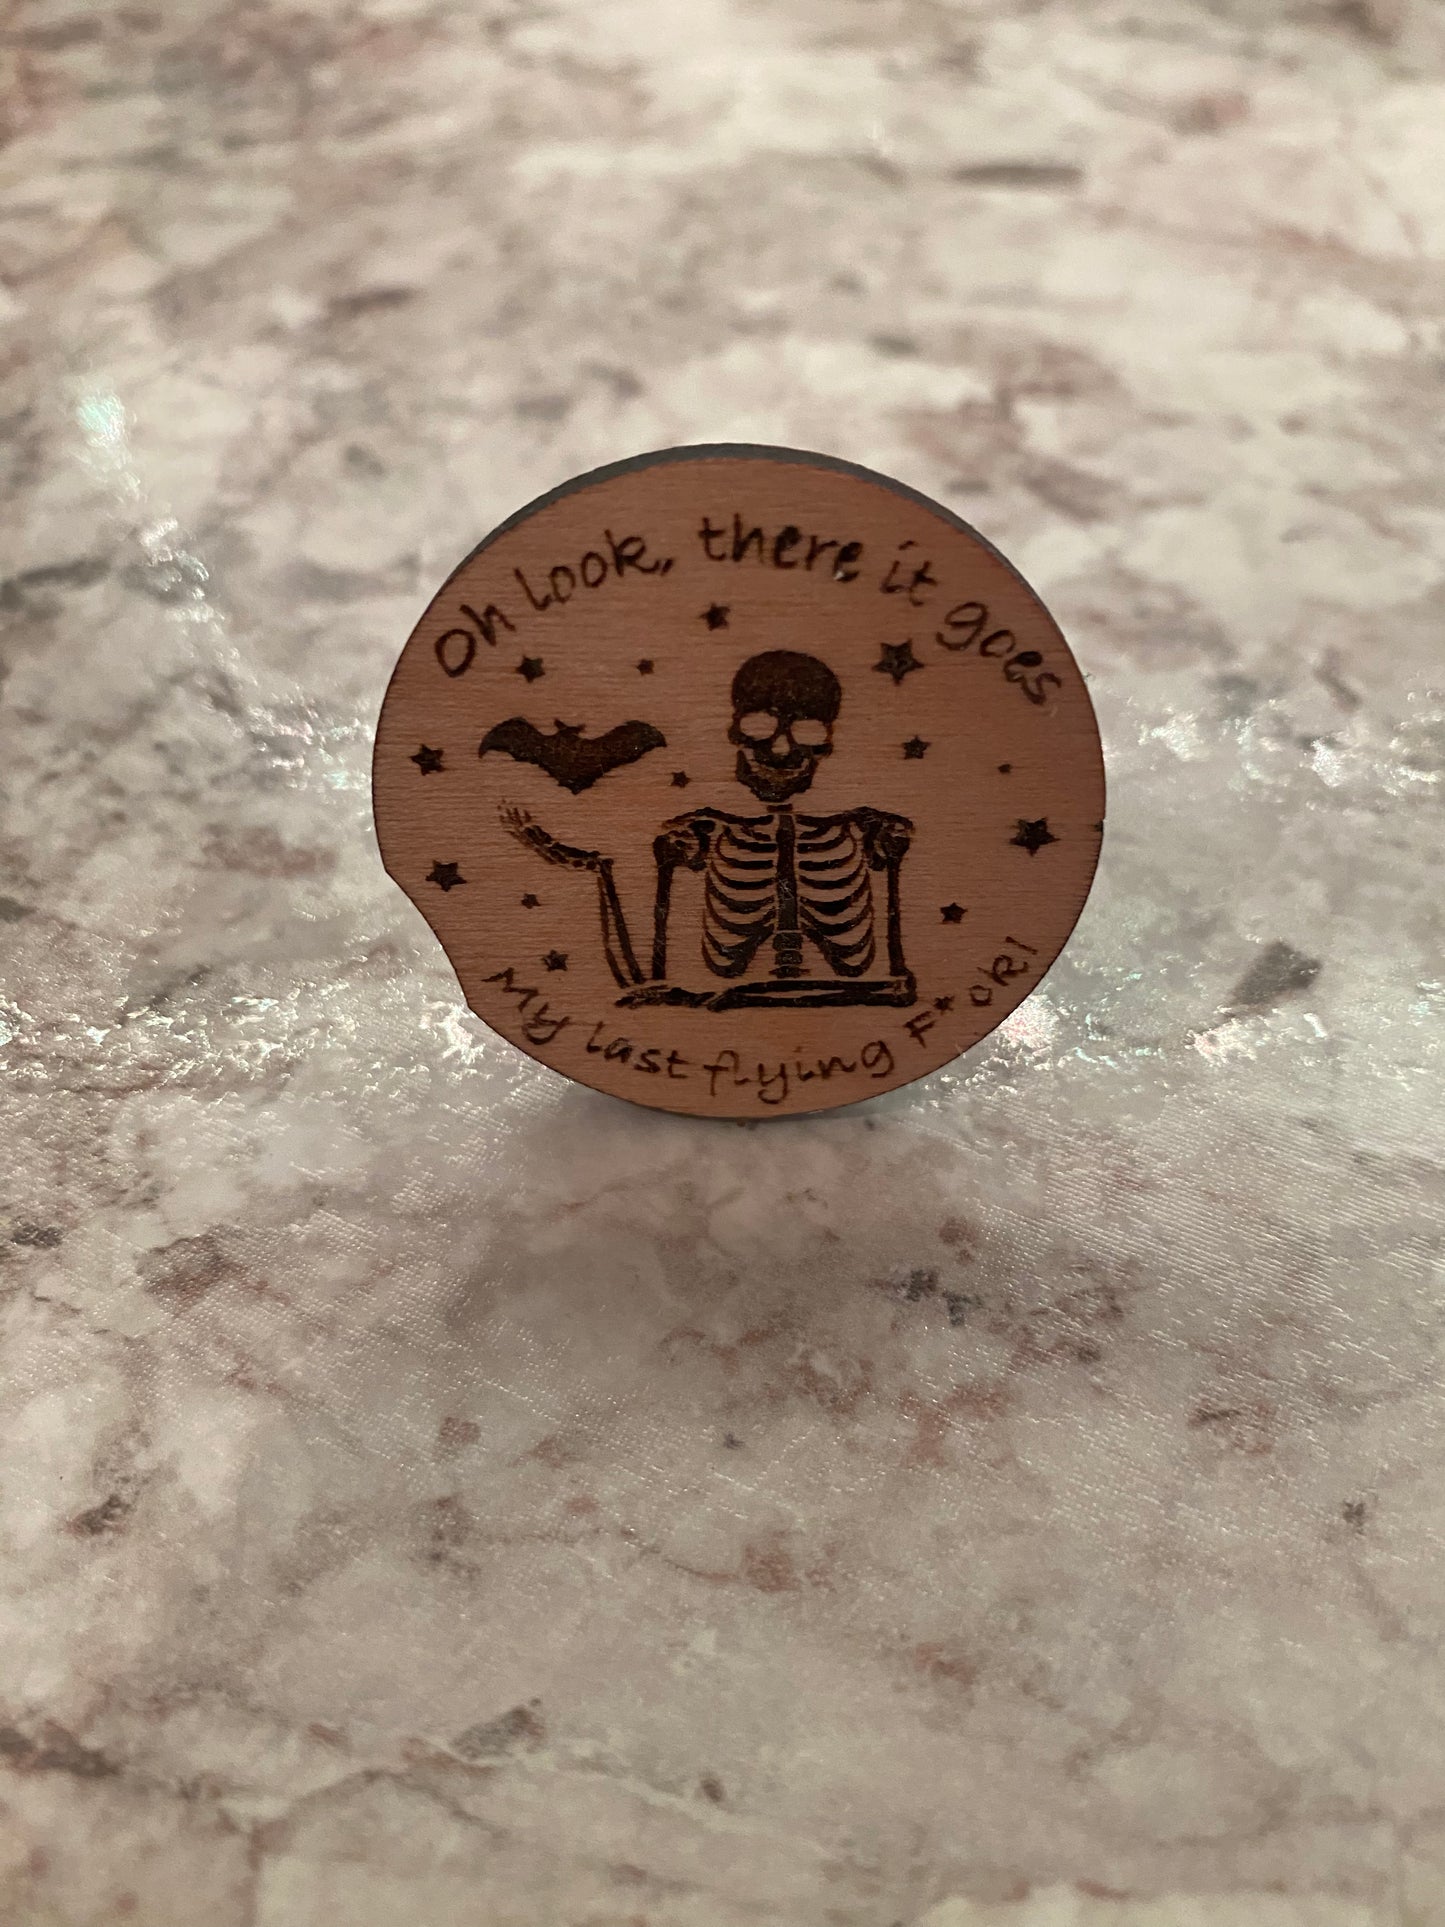 Oh Look, there it goes
My last flying F*ck!